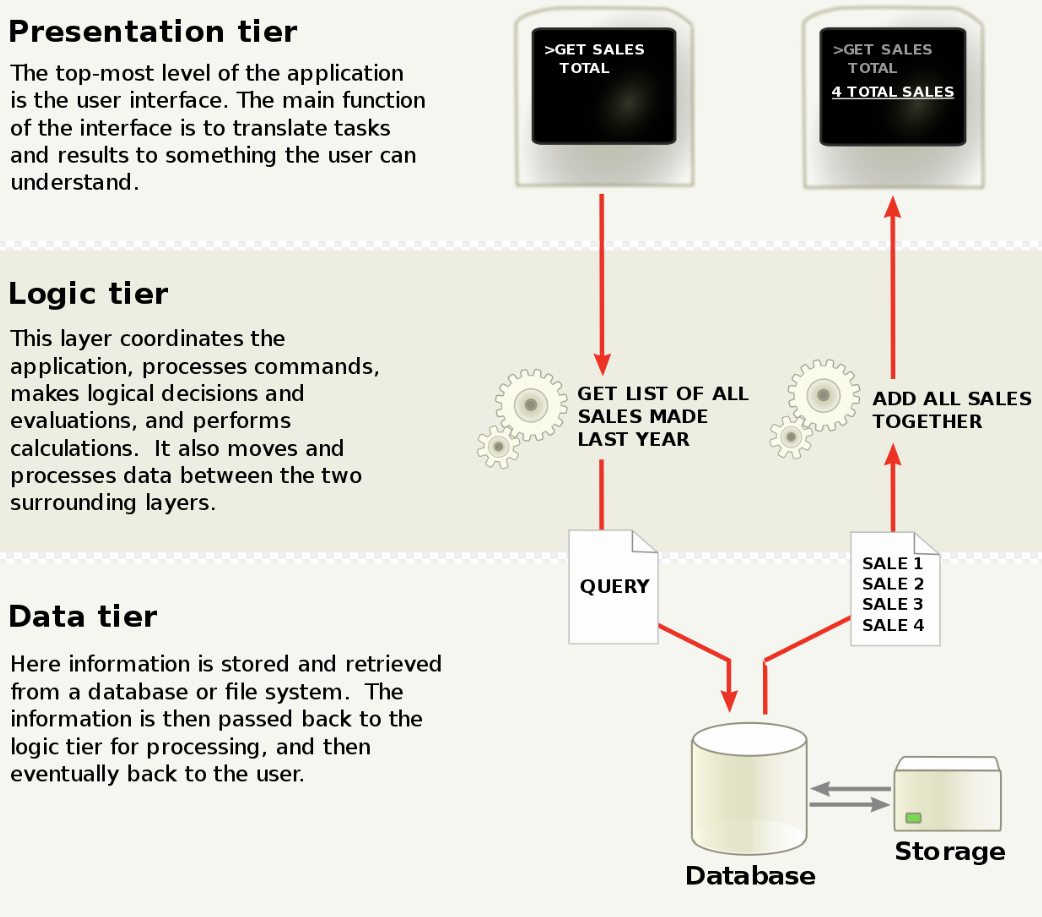 Presentation tier
The top-most level of the application
is the user interface. The main function
of the interface is to translate tasks
and results to something the user can
understand.
>GET SALES
TOTAL
>GET SALES
TOTAL
4 TOTAL SALES
Logic tier
This layer coordinates the
application, processes commands,
makes logical decisions and
evaluations, and performs
calculations.  It also moves and
processes data between the two
surrounding layers.
GET LIST OF ALL
SALES MADE
LAST YEAR
ADD ALL SALES
TOGETHER
Data tier
Here information is stored and retrieved
from a database or file system.  The
information is then passed back to the
logic tier for processing, and then
eventually back to the user.
QUERY
SALE 1
SALE 2
SALE 3
SALE 4
Database
Storage